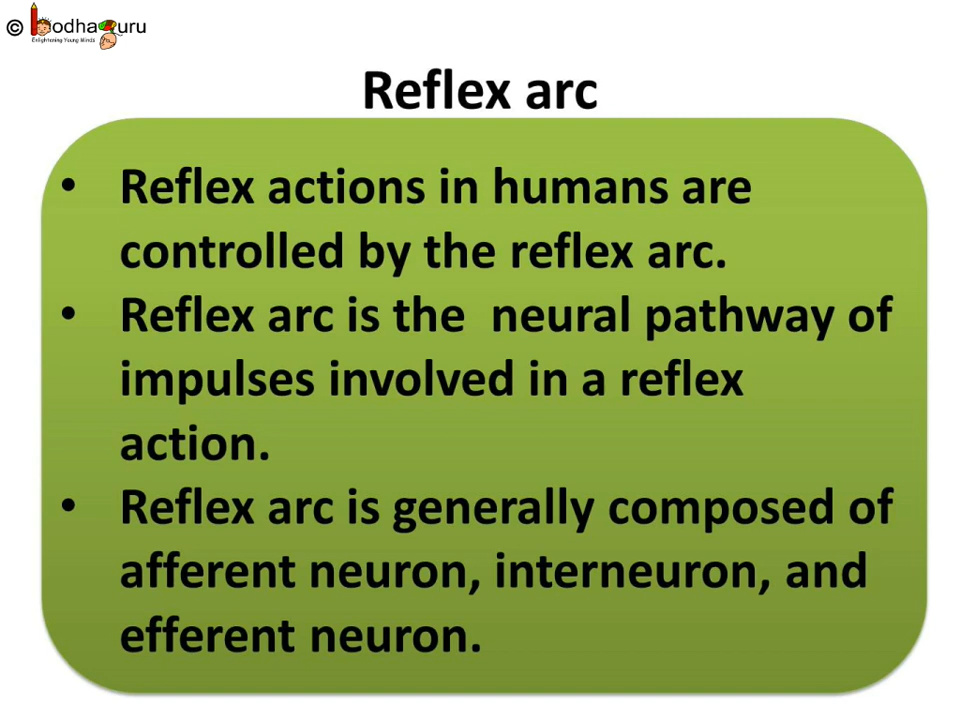 © BodhaGuru
Enlightening Young Minds
Reflex arc
• Reflex actions in humans are
controlled by the reflex arc.
• Reflex arc is the  neural pathway of
impulses involved in a reflex
action.
• Reflex arc is generally composed of
afferent neuron, interneuron, and
efferent neuron.